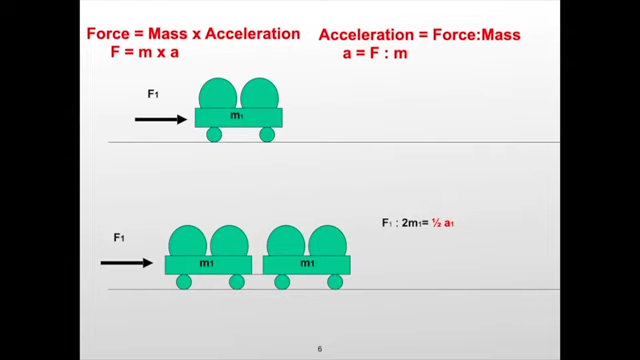 Force = Mass x Acceleration
F = m x a
Acceleration = Force:Mass
a = F : m
F1
m1
F1
m1
m1
F1 : 2m1= ½ a1
6